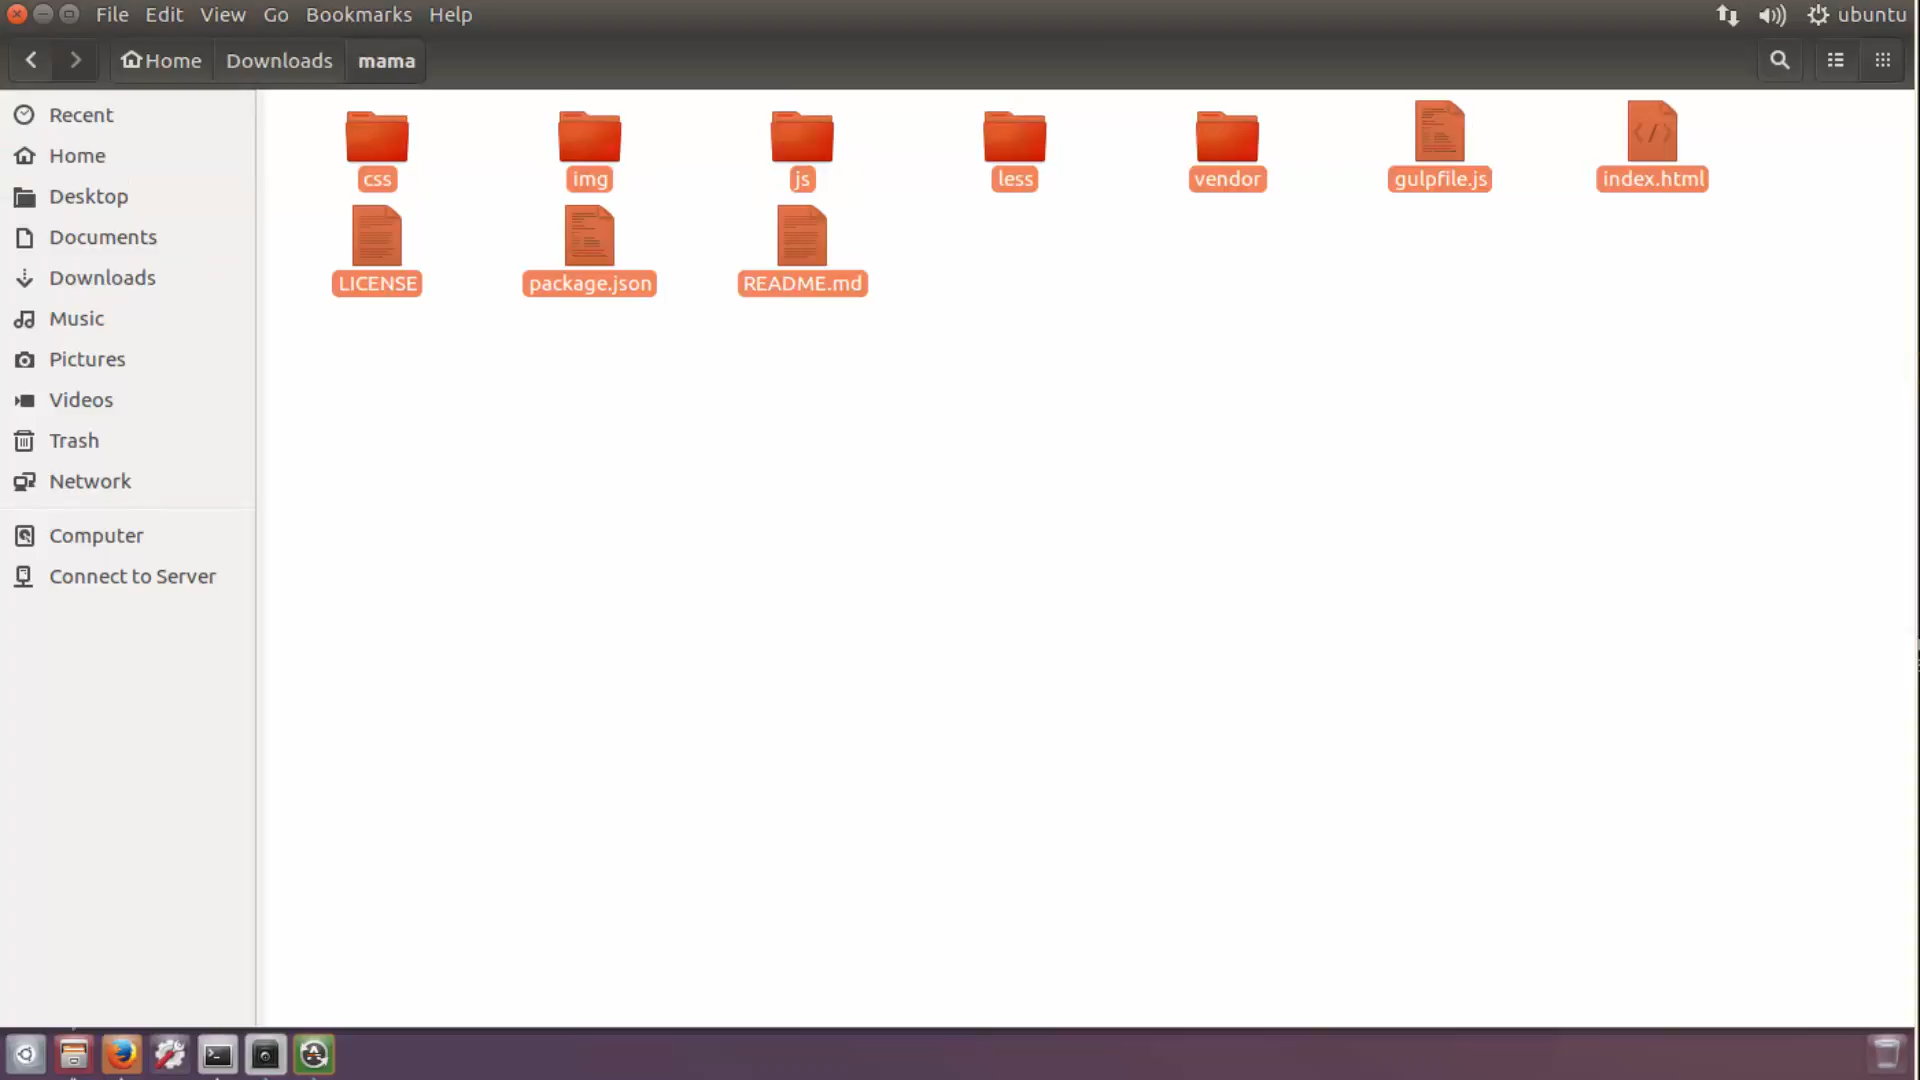 File Edit View Go Bookmarks Help
ubuntu
Home Downloads mama
Recent
Home
Desktop
Documents
Downloads
Music
Pictures
Videos
Trash
Network
Computer
Connect to Server
css img js less vendor gulpfile.js index.html
LICENSE package.json README.md